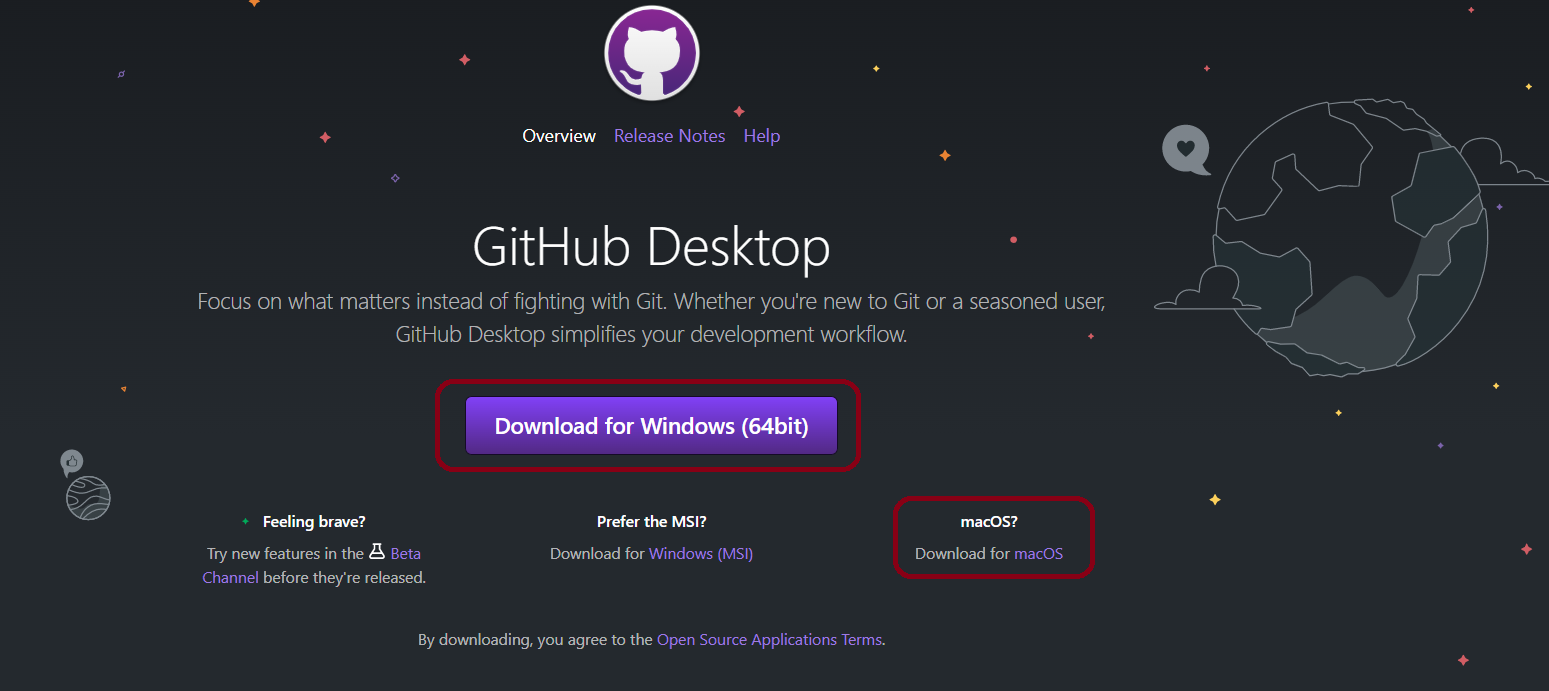 Overview Release Notes Help
GitHub Desktop
Focus on what matters instead of fighting with Git. Whether you're new to Git or a seasoned user,
GitHub Desktop simplifies your development workflow.
Download for Windows (64bit)
Feeling brave?
Try new features in the Beta
Channel before they're released.
Prefer the MSI?
Download for Windows (MSI)
macOS?
Download for macOS
By downloading, you agree to the Open Source Applications Terms.